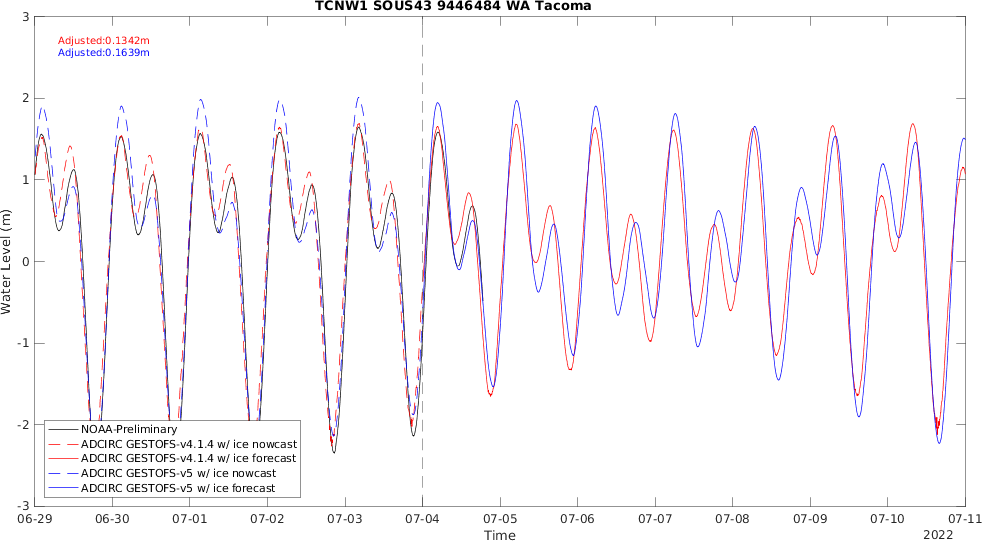 TCNW1 SOUS43 9446484 WA Tacoma
Adjusted:0.1342m
Adjusted:0.1639m
Water Level (m)
3
2
1
0
-1
-2
-3
NOAA-Preliminary
ADCIRC GESTOFS-v4.1.4 w/ ice nowcast
ADCIRC GESTOFS-v4.1.4 w/ ice forecast
ADCIRC GESTOFS-v5 w/ ice nowcast
ADCIRC GESTOFS-v5 w/ ice forecast
06-29 06-30 07-01 07-02 07-03 07-04 07-05 07-06 07-07 07-08 07-09 07-10 07-11
Time
2022